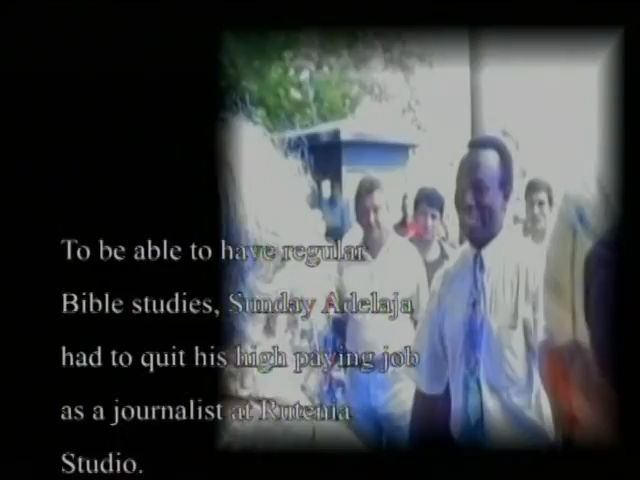 To be able to have regular
Bible studies, Sunday Adelaja
had to quit his high paying job
as a journalist at Rutenia
Studio.